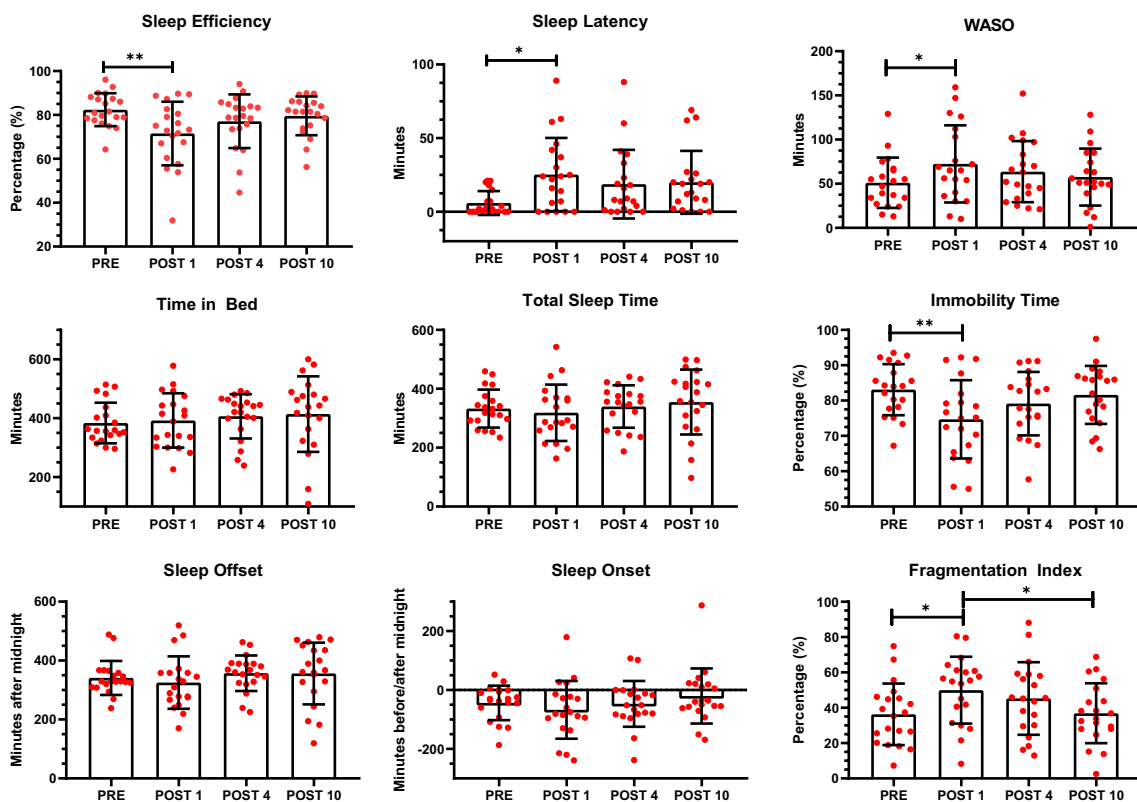 Sleep Efficiency
**
Percentage (%)
100
80
60
40
20
PRE POST 1 POST 4 POST 10
Sleep Latency
*
Minutes
100
50
0
PRE POST 1 POST 4 POST 10
WASO
*
Minutes
200
150
100
50
0
PRE POST 1 POST 4 POST 10
Time in Bed
Minutes
600
400
200
PRE POST 1 POST 4 POST 10
Total Sleep Time
Minutes
600
400
200
0
PRE POST 1 POST 4 POST 10
Immobility Time
**
Percentage (%)
100
90
80
70
60
50
PRE POST 1 POST 4 POST 10
Sleep Offset
Minutes after midnight
600
400
200
0
PRE POST 1 POST 4 POST 10
Sleep Onset
Minutes before/after midnight
200
0
-200
PRE POST 1 POST 4 POST 10
Fragmentation Index
*
*
Percentage (%)
100
80
60
40
20
0
PRE POST 1 POST 4 POST 10